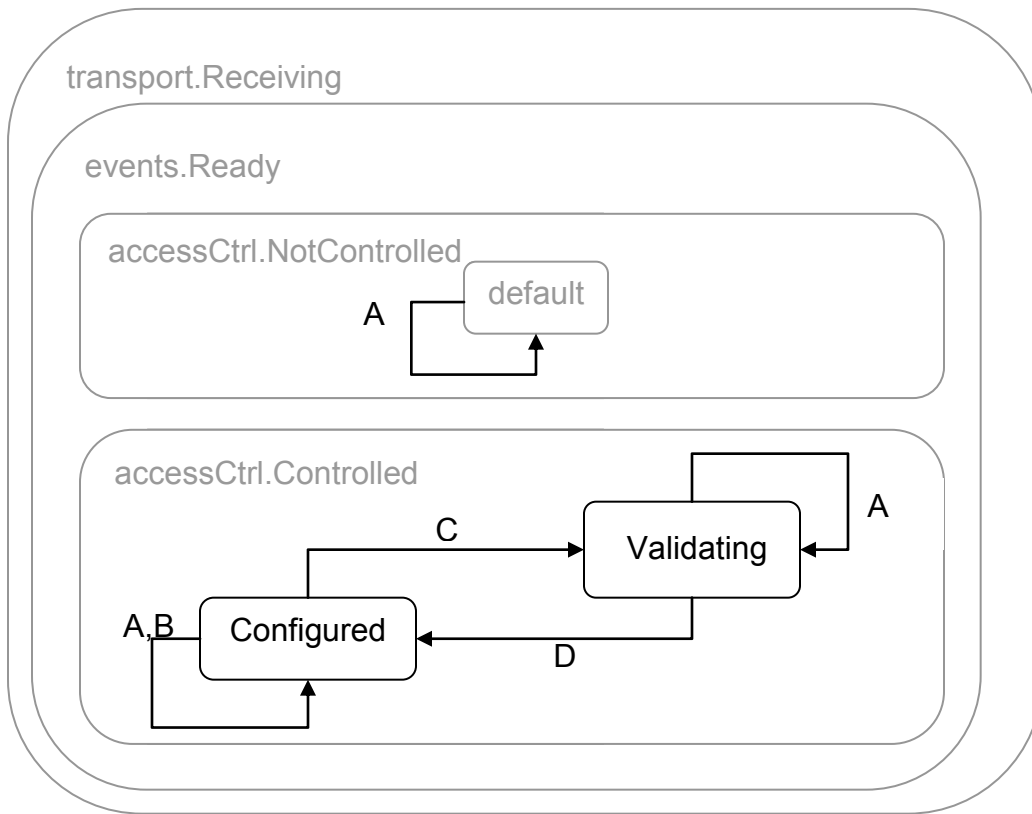 transport.Receiving
events.Ready
accessCtrl.NotControlled
default
A
accessCtrl.Controlled
A
C
Validating
A,B
Configured
D